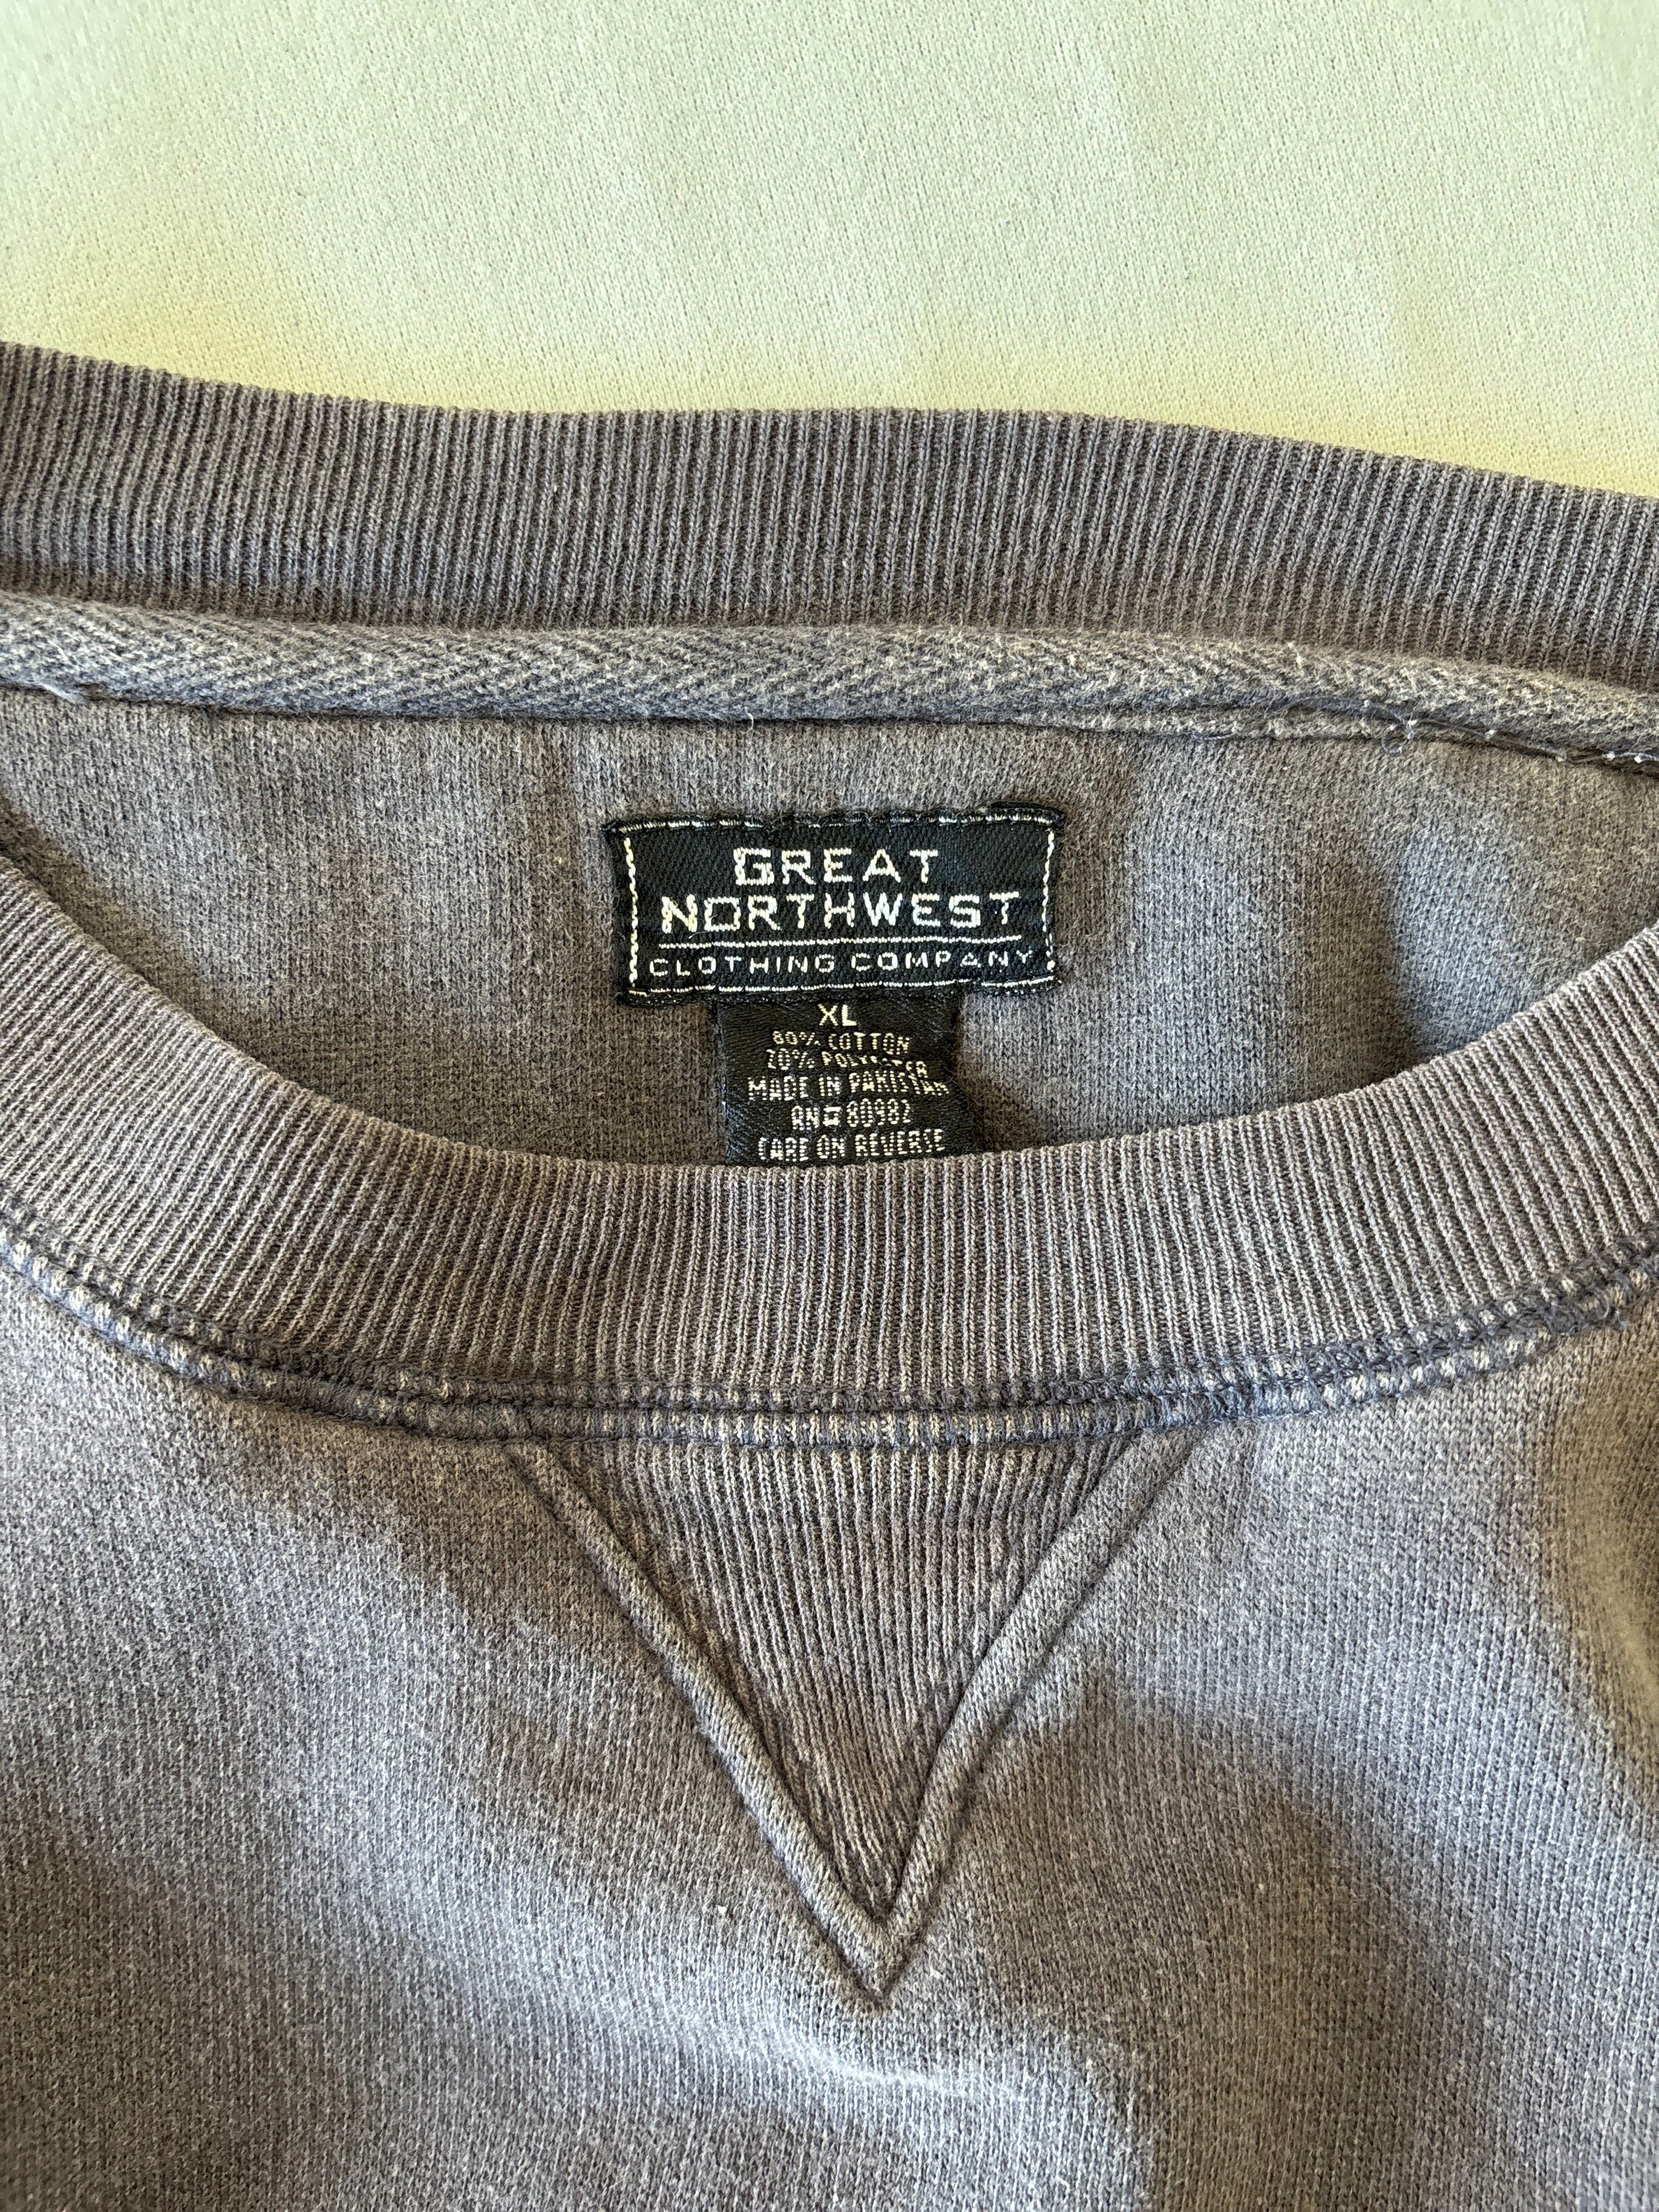 GREAT
NORTHWEST
CLOTHING COMPANY
XL
80% COTTON
20% POLYESTER
MADE IN PAKISTAN
RN# 80982
CARE ON REVERSE